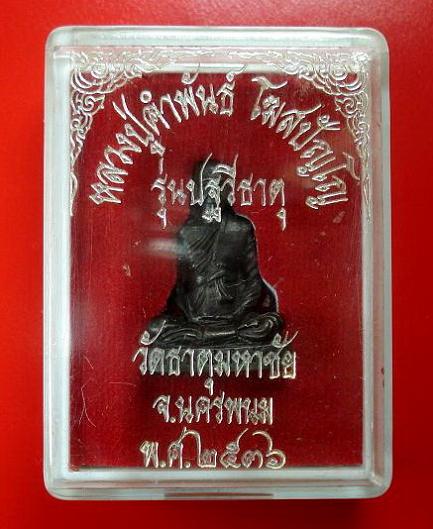 หลวงปู่คำพันธ์ โฆสปัญโญ
รุ่นปฐวีธาตุ
วัดธาตุมหาชัย
จ.นครพนม
พ.ศ.๒๕๓๖